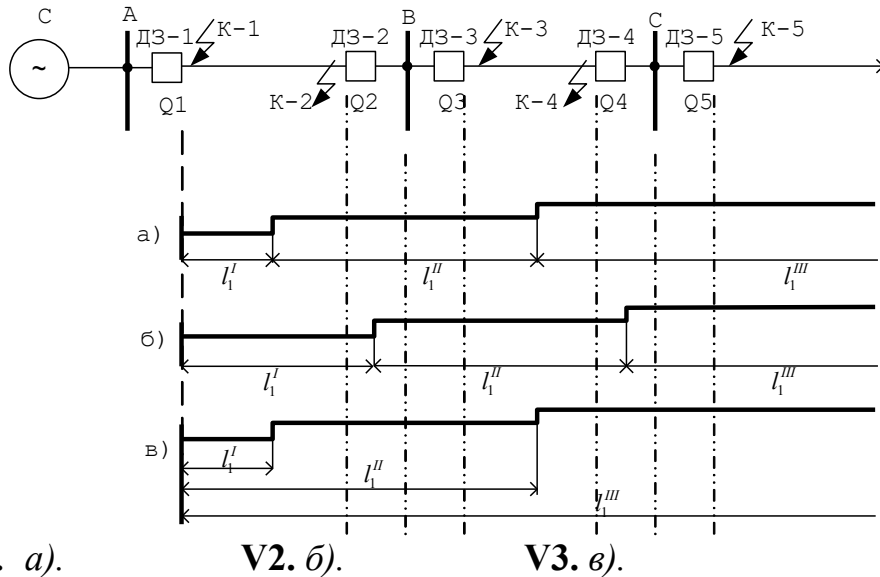 С А В С
ДЗ-1 К-1 ДЗ-2 ДЗ-3 К-3 ДЗ-4 ДЗ-5 К-5
~
Q1 К-2 Q2 Q3 К-4 Q4 Q5
а)
l₁ᴵ l₁ᴵᴵ l₁ᴵᴵᴵ
б)
l₁ᴵ l₁ᴵᴵ l₁ᴵᴵᴵ
в)
l₁ᴵ
l₁ᴵᴵ
l₁ᴵᴵᴵ
. а). V2. б). V3. в).